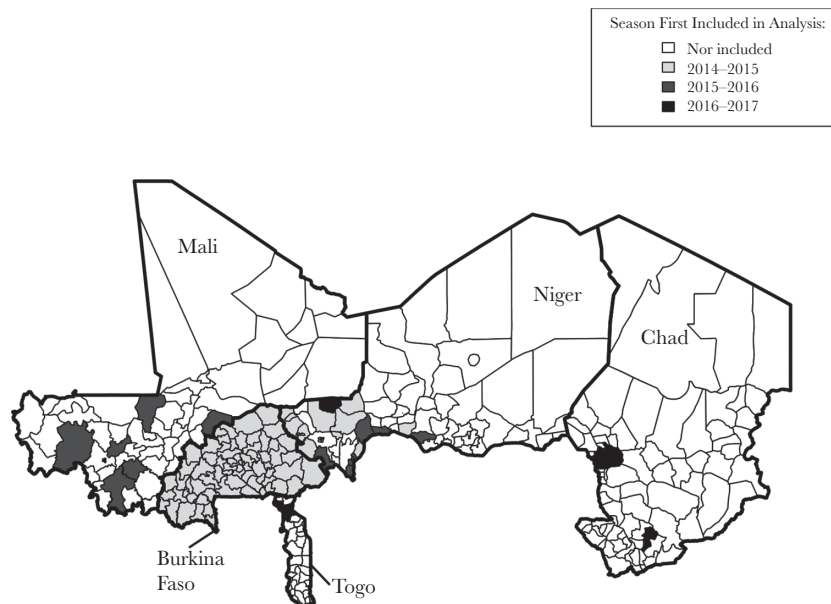 Season First Included in Analysis:
Nor included
2014–2015
2015–2016
2016–2017
Mali
Niger
Chad
Burkina
Faso
Togo